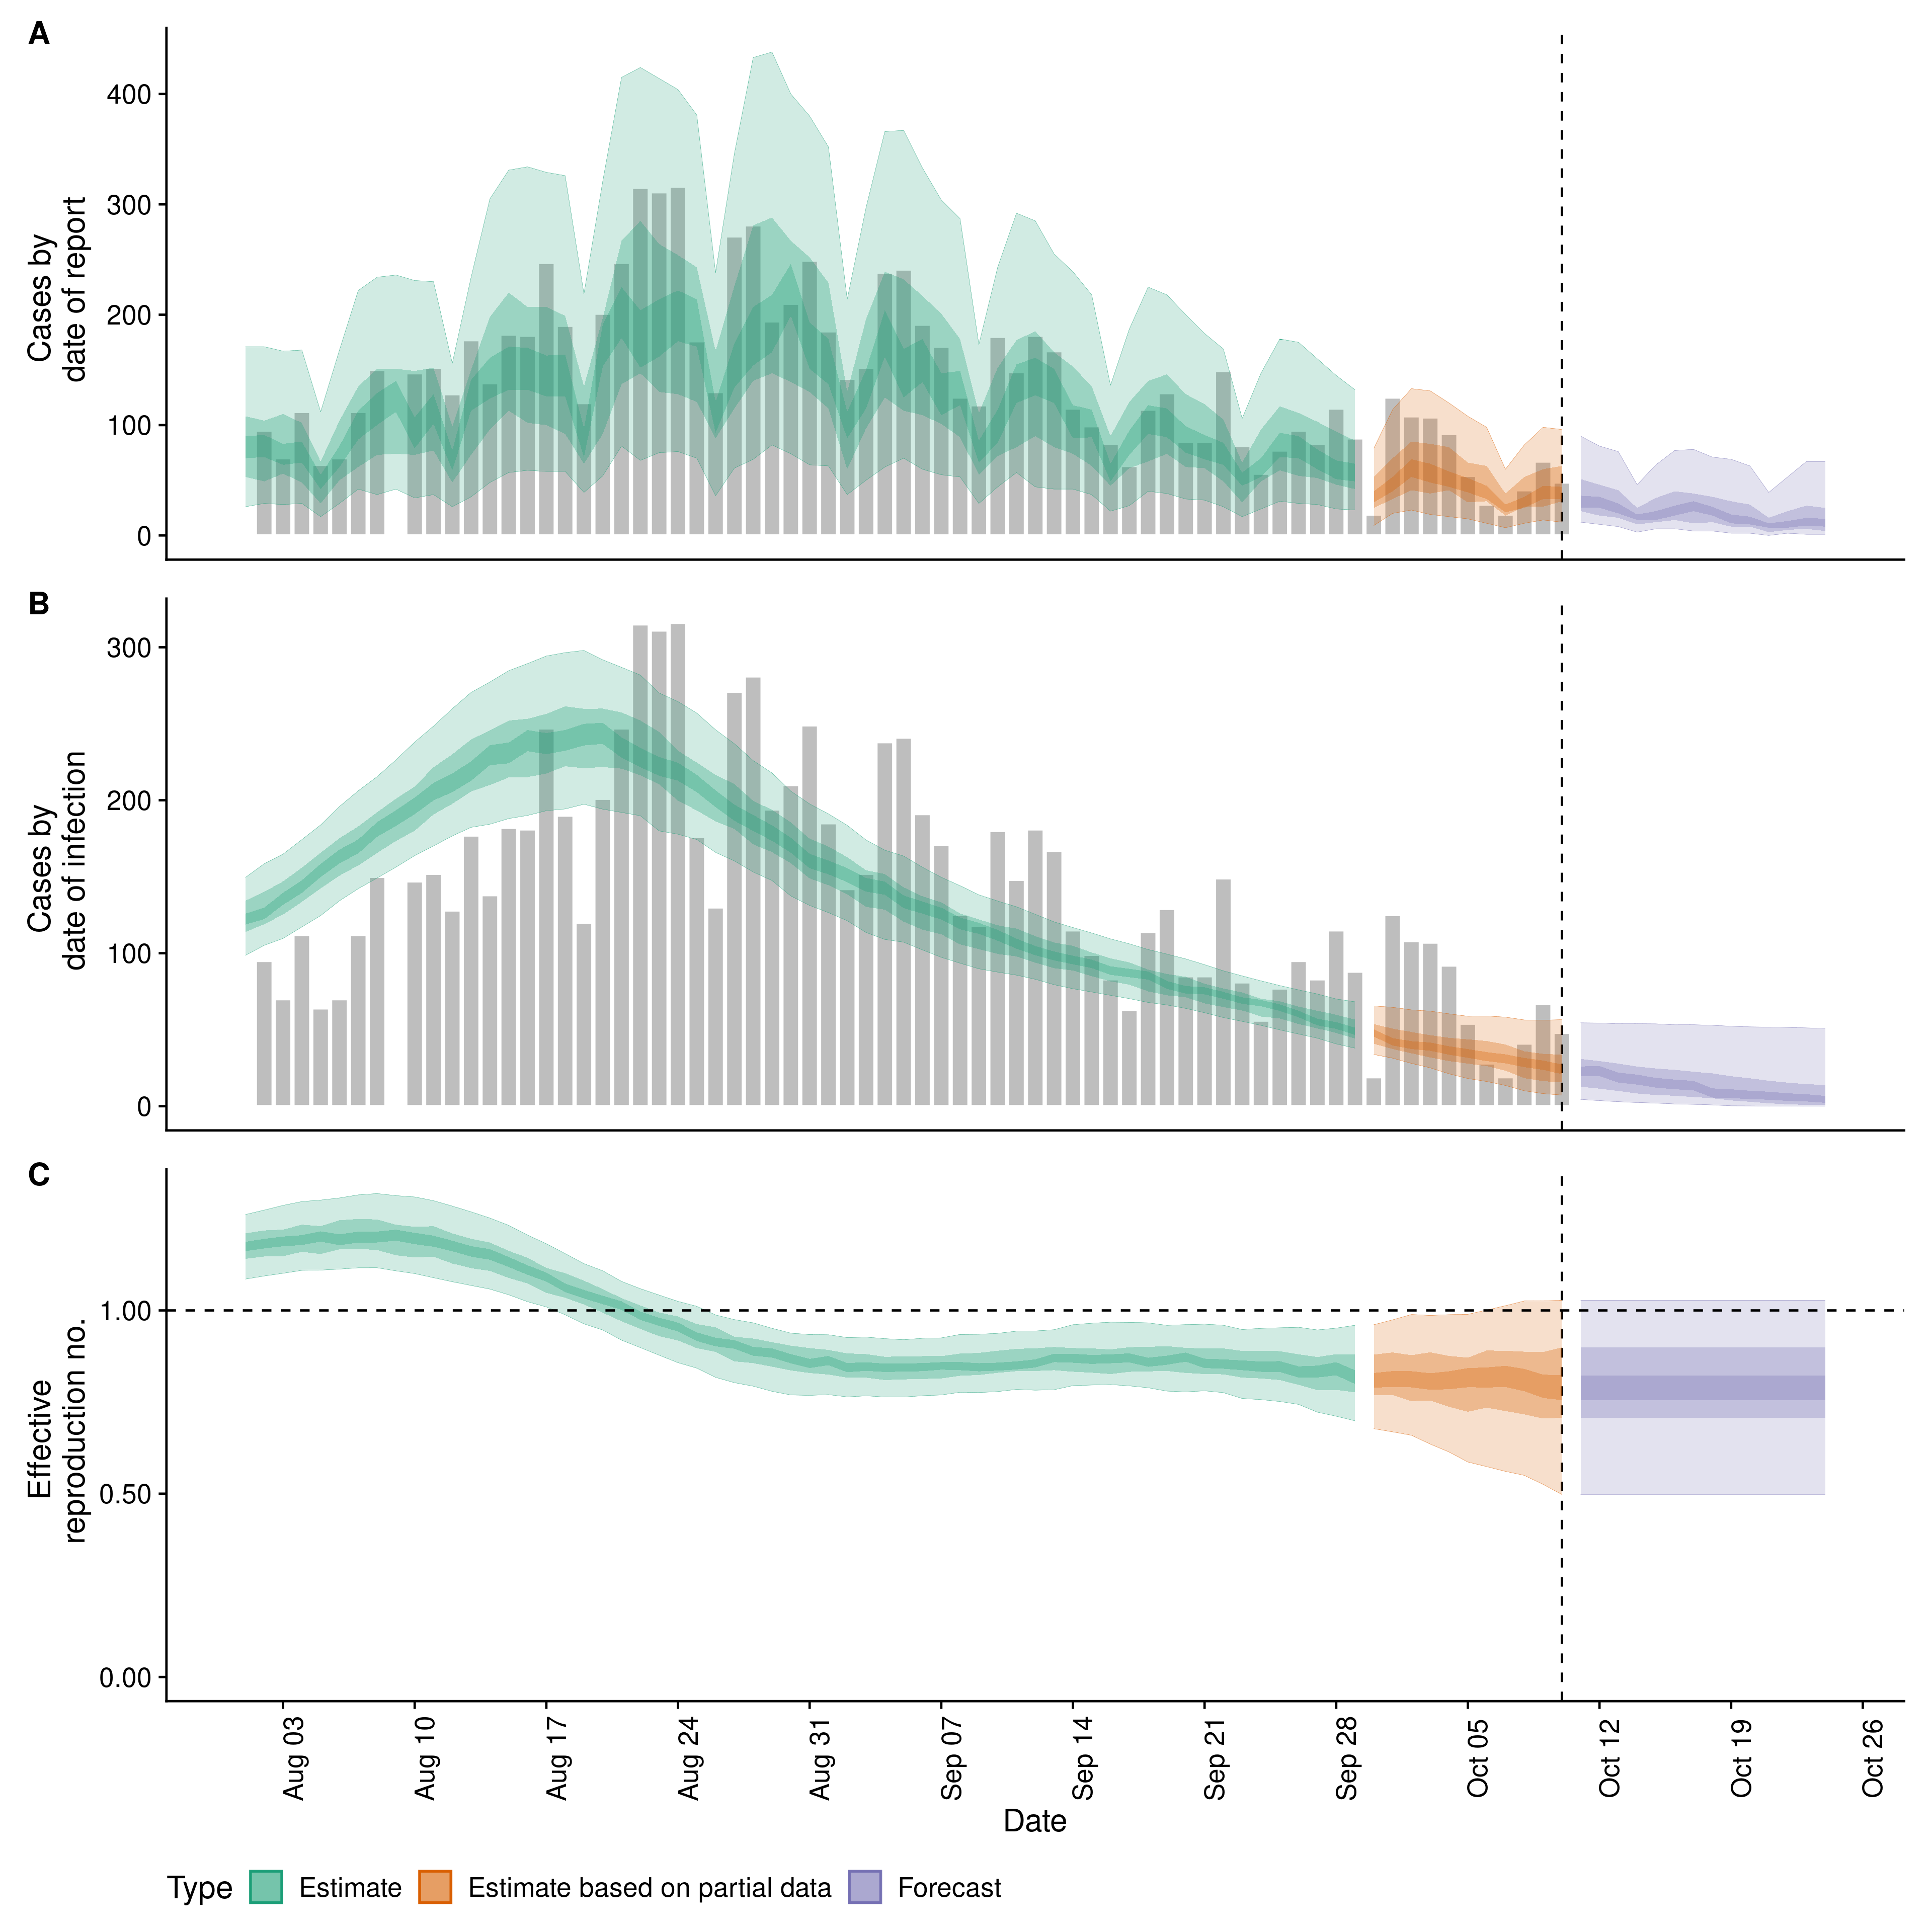 A
Cases by
date of report
400
300
200
100
0
B
Cases by
date of infection
300
200
100
0
C
Effective
reproduction no.
1.00
0.50
0.00
Aug 03
Aug 10
Aug 17
Aug 24
Aug 31
Sep 07
Sep 14
Sep 21
Sep 28
Oct 05
Oct 12
Oct 19
Oct 26
Date
Type Estimate Estimate based on partial data Forecast